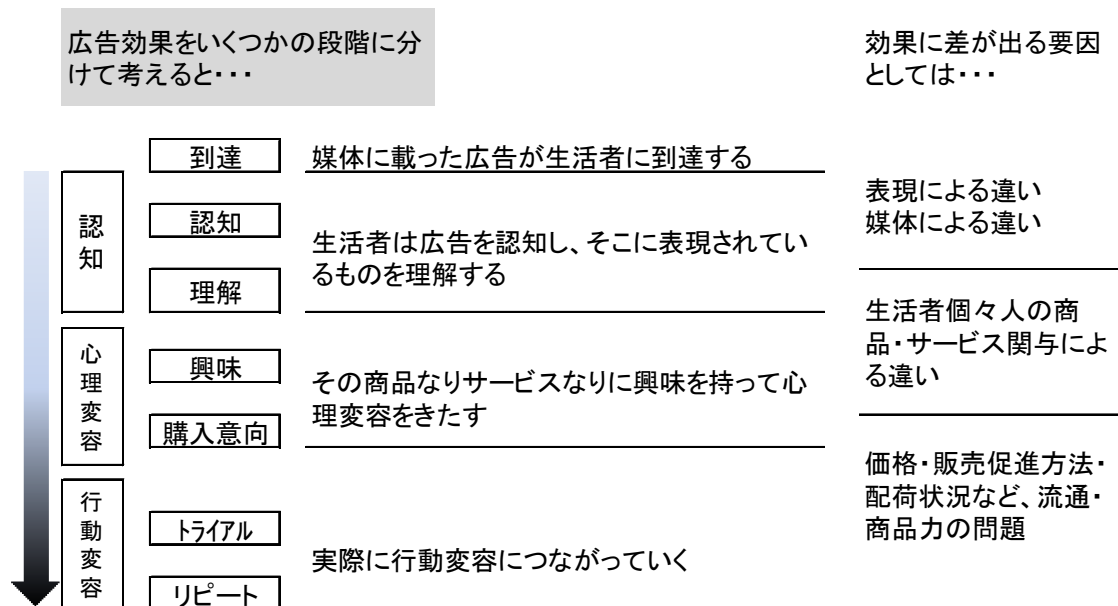 広告効果をいくつかの段階に分
けて考えると・・・
効果に差が出る要因
としては・・・
到達
媒体に載った広告が生活者に到達する
認知
認知
理解
生活者は広告を認知し、そこに表現されてい
るものを理解する
表現による違い
媒体による違い
心理変容
興味
購入意向
その商品なりサービスなりに興味を持って心
理変容をきたす
生活者個々人の商
品・サービス関与によ
る違い
行動変容
トライアル
リピート
実際に行動変容につながっていく
価格・販売促進方法・
配荷状況など、流通・
商品力の問題